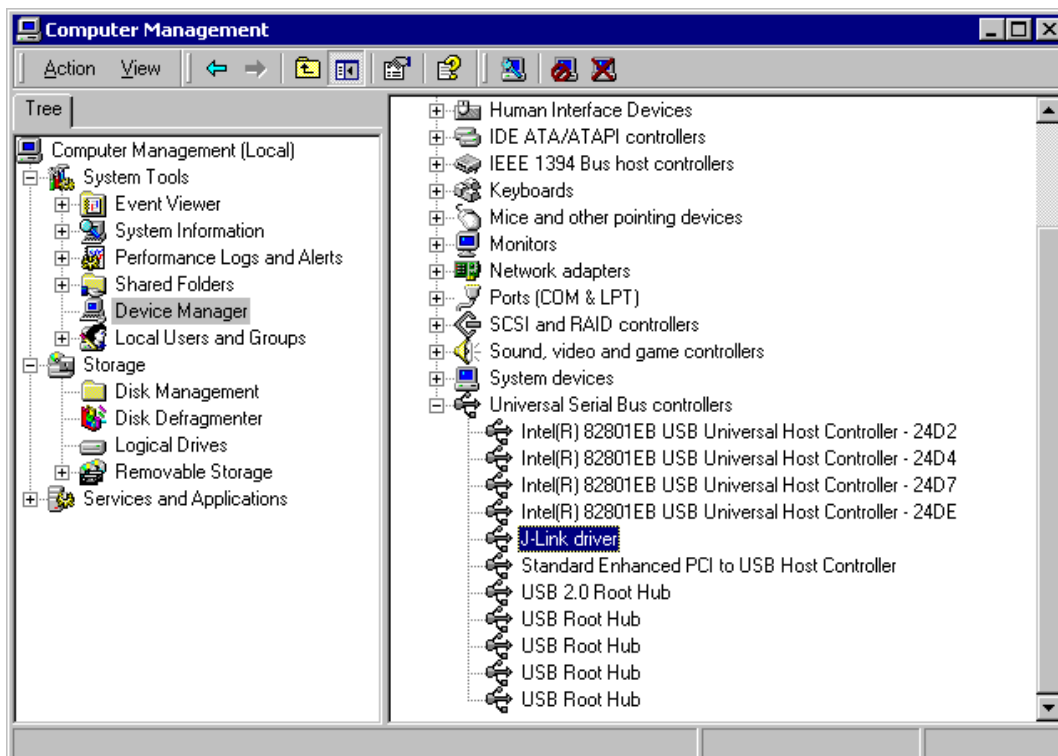 Computer Management
Action View
Tree
Computer Management (Local)
System Tools
Event Viewer
System Information
Performance Logs and Alerts
Shared Folders
Device Manager
Local Users and Groups
Storage
Disk Management
Disk Defragmenter
Logical Drives
Removable Storage
Services and Applications
Human Interface Devices
IDE ATA/ATAPI controllers
IEEE 1394 Bus host controllers
Keyboards
Mice and other pointing devices
Monitors
Network adapters
Ports (COM & LPT)
SCSI and RAID controllers
Sound, video and game controllers
System devices
Universal Serial Bus controllers
Intel(R) 82801EB USB Universal Host Controller - 24D2
Intel(R) 82801EB USB Universal Host Controller - 24D4
Intel(R) 82801EB USB Universal Host Controller - 24D7
Intel(R) 82801EB USB Universal Host Controller - 24DE
J-Link driver
Standard Enhanced PCI to USB Host Controller
USB 2.0 Root Hub
USB Root Hub
USB Root Hub
USB Root Hub
USB Root Hub